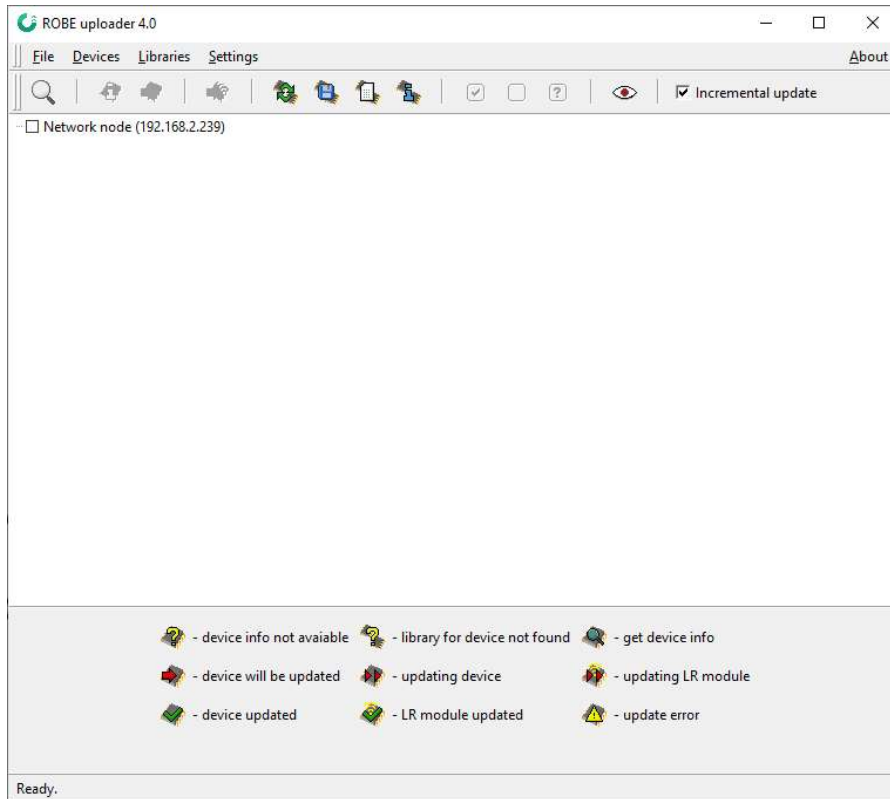 ROBE uploader 4.0
File Devices Libraries Settings About
Incremental update
Network node (192.168.2.239)
- device info not avaiable - library for device not found - get device info
- device will be updated - updating device - updating LR module
- device updated - LR module updated - update error
Ready.